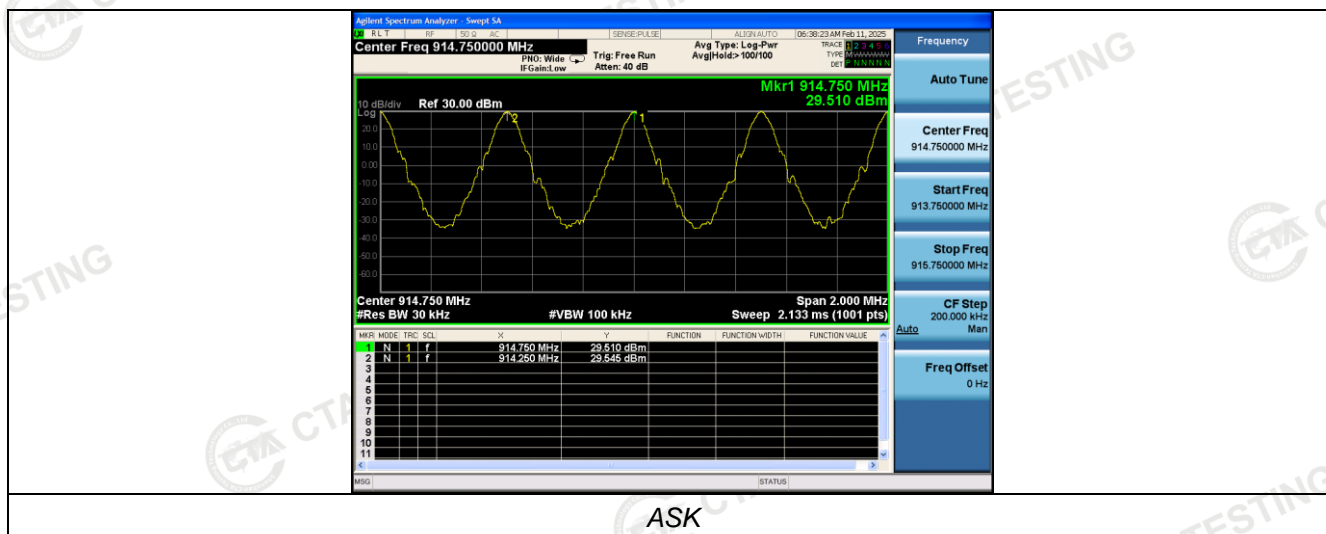 Agilent Spectrum Analyzer - Swept SA
RLT RF 50 Ω AC SENSE:PULSE ALIGN AUTO 06:38:23 AM Feb 11, 2025
Center Freq 914.750000 MHz
PNO: Wide
IFGain:Low
Trig: Free Run
Atten: 40 dB
Avg Type: Log-Pwr
Avg|Hold:> 100/100
TRACE 1 2 3 4 5 6
TYPE MWWWWW
DET P N N N N N
Mkr1 914.750 MHz
29.510 dBm
10 dB/div Ref 30.00 dBm
Log
20.0
10.0
0.00
-10.0
-20.0
-30.0
-40.0
-50.0
-60.0
2
1
Center 914.750 MHz Span 2.000 MHz
#Res BW 30 kHz #VBW 100 kHz Sweep 2.133 ms (1001 pts)
MKR MODE TRC SCL X Y FUNCTION FUNCTION WIDTH FUNCTION VALUE
1 N 1 f 914.750 MHz 29.510 dBm
2 N 1 f 914.250 MHz 29.545 dBm
3
4
5
6
7
8
9
10
11
MSG STATUS
Frequency
Auto Tune
Center Freq
914.750000 MHz
Start Freq
913.750000 MHz
Stop Freq
915.750000 MHz
CF Step
200.000 kHz
Auto Man
Freq Offset
0 Hz
ASK
TESTING
STING
CTA
CTA
TESTING